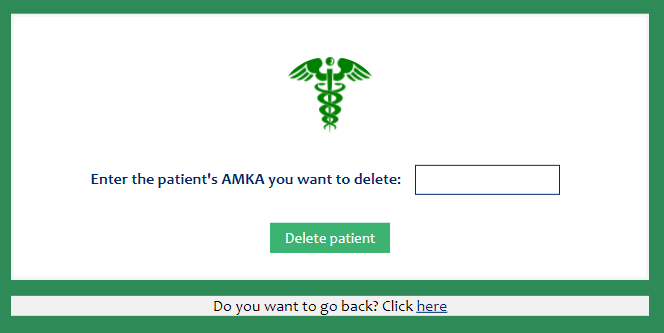 Enter the patient's AMKA you want to delete:
Delete patient
Do you want to go back? Click here